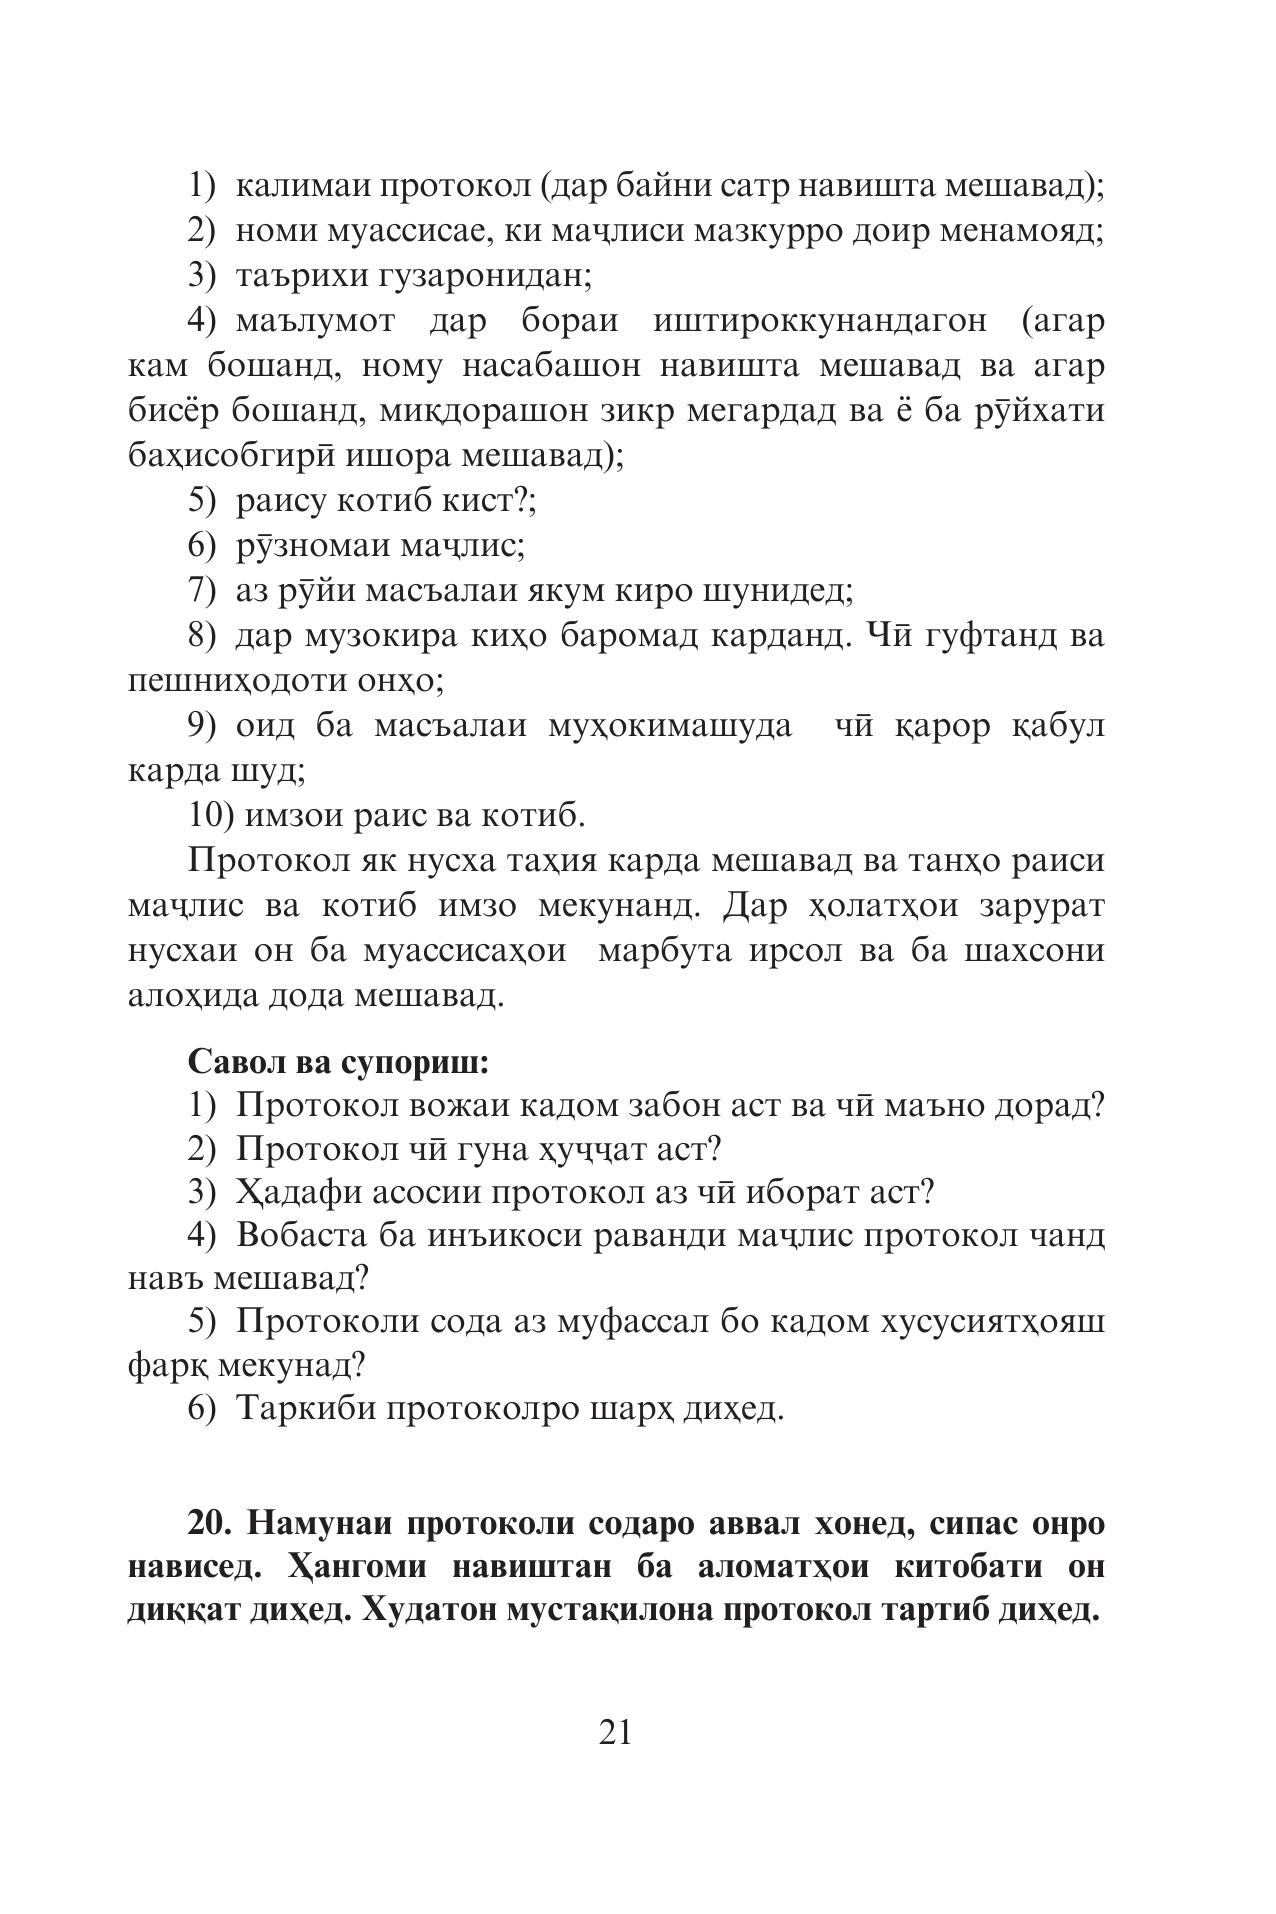 1) калимаи протокол (дар байни сатр навишта мешавад);
2) номи муассисае, ки маҷлиси мазкурро доир менамояд;
3) таърихи гузаронидан;
4) маълумот дар бораи иштироккунандагон (агар
кам бошанд, ному насабашон навишта мешавад ва агар
бисёр бошанд, миқдорашон зикр мегардад ва ё ба рӯйхати
баҳисобгирӣ ишора мешавад);
5) раису котиб кист?;
6) рӯзномаи маҷлис;
7) аз рӯйи масъалаи якум киро шунидед;
8) дар музокира киҳо баромад карданд. Чӣ гуфтанд ва
пешниҳодоти онҳо;
9) оид ба масъалаи муҳокимашуда чӣ қарор қабул
карда шуд;
10) имзои раис ва котиб.
Протокол як нусха таҳия карда мешавад ва танҳо раиси
маҷлис ва котиб имзо мекунанд. Дар ҳолатҳои зарурат
нусхаи он ба муассисаҳои марбута ирсол ва ба шахсони
алоҳида дода мешавад.
Савол ва супориш:
1) Протокол вожаи кадом забон аст ва чӣ маъно дорад?
2) Протокол чӣ гуна ҳуҷҷат аст?
3) Ҳадафи асосии протокол аз чӣ иборат аст?
4) Вобаста ба инъикоси раванди маҷлис протокол чанд
навъ мешавад?
5) Протоколи сода аз муфассал бо кадом хусусиятҳояш
фарқ мекунад?
6) Таркиби протоколро шарҳ диҳед.
20. Намунаи протоколи содаро аввал хонед, сипас онро
нависед. Ҳангоми навиштан ба аломатҳои китобати он
диққат диҳед. Худатон мустақилона протокол тартиб диҳед.
21